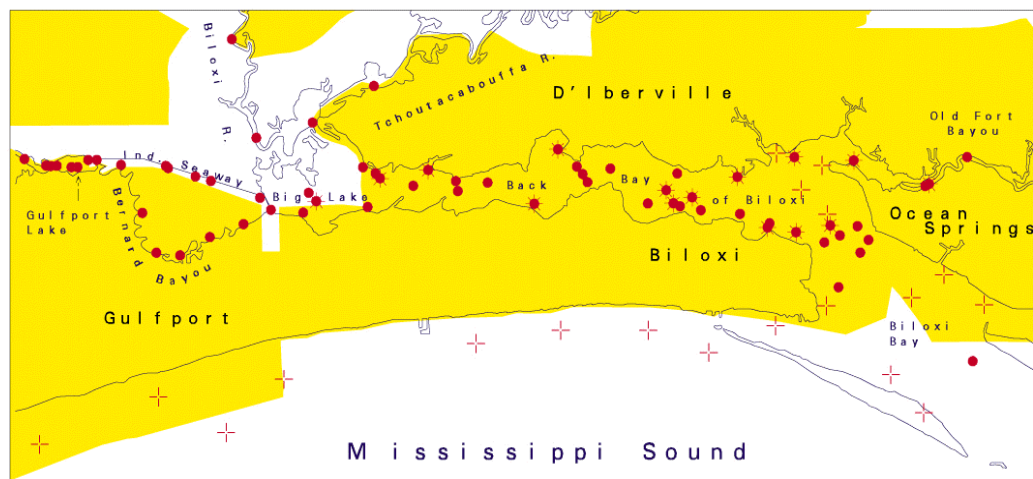 Biloxi R.
Tchoutacabouffa R.
D'Iberville
Old Fort
Bayou
Ind. Seaway
Big Lake
Back Bay of Biloxi
Gulfport
Lake
Bernard Bayou
Ocean
Springs
Biloxi
Gulfport
Biloxi
Bay
Mississippi Sound